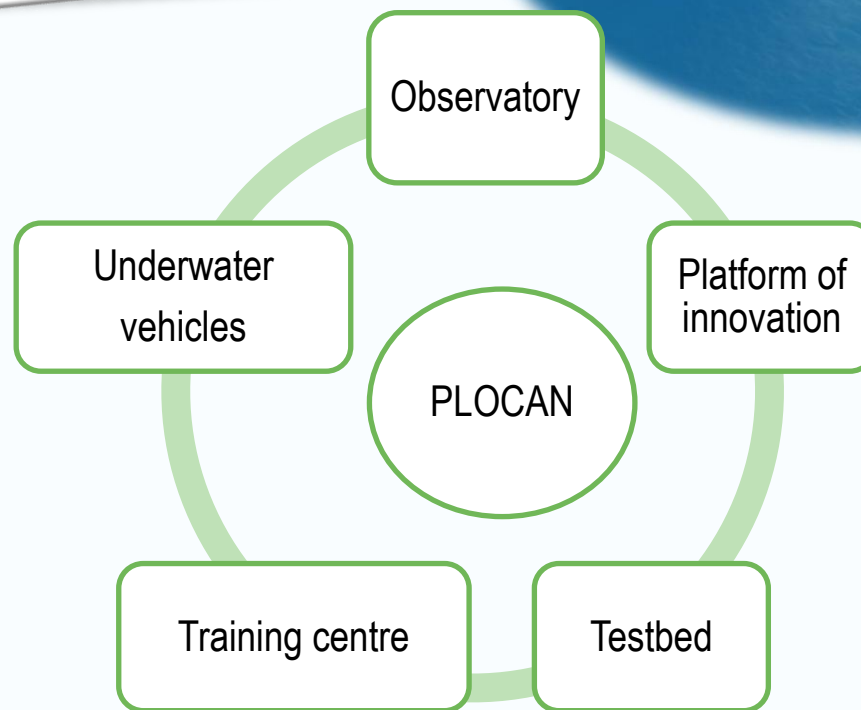 Observatory
Platform of
innovation
Underwater
vehicles
PLOCAN
Training centre
Testbed